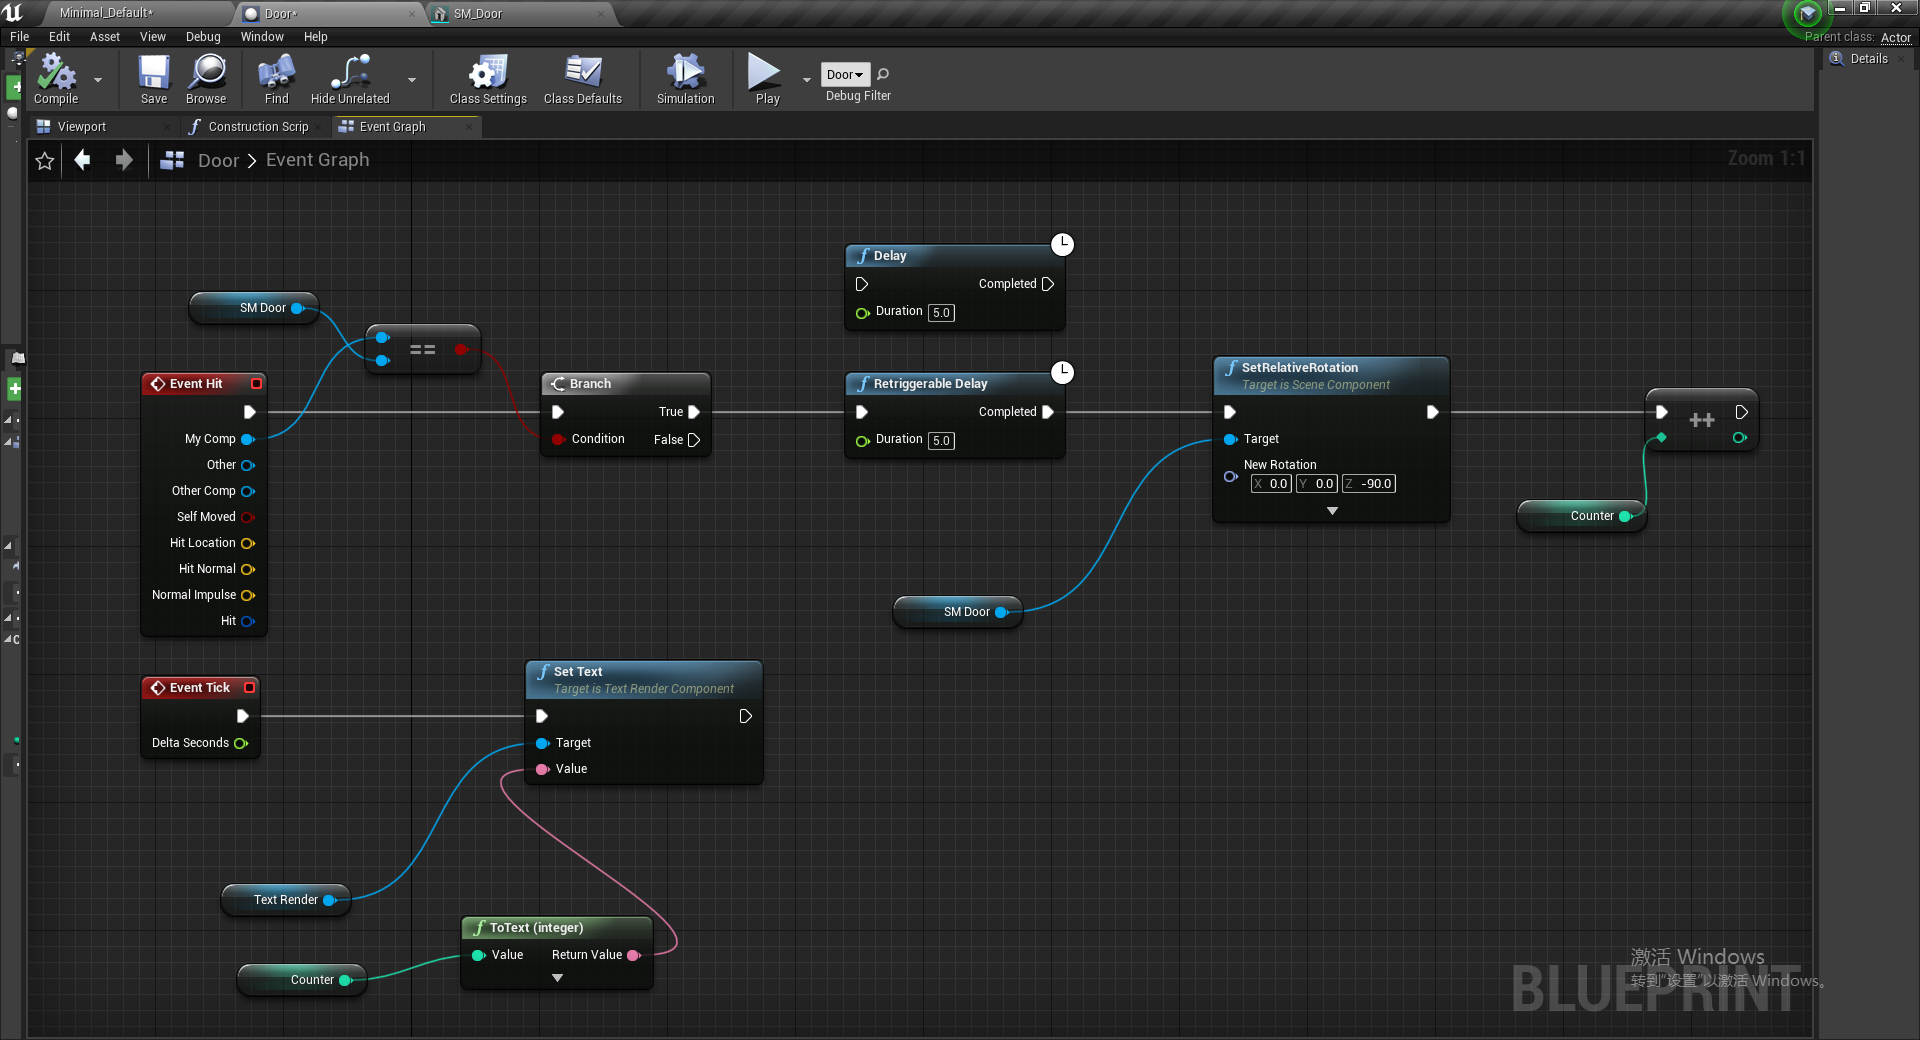 Minimal_Default*
Door*
SM_Door
File Edit Asset View Debug Window Help
Parent class: Actor
Compile
Save
Browse
Find
Hide Unrelated
Class Settings
Class Defaults
Simulation
Play
Door
Debug Filter
Details
Viewport
Construction Scrip
Event Graph
Door > Event Graph
Zoom 1:1
Delay
Completed
Duration 5.0
SM Door
==
Event Hit
My Comp
Other
Other Comp
Self Moved
Hit Location
Hit Normal
Normal Impulse
Hit
Branch
True
Condition
False
Retriggerable Delay
Completed
Duration 5.0
SetRelativeRotation
Target is Scene Component
Target
New Rotation
X 0.0 Y 0.0 Z -90.0
++
Counter
SM Door
Event Tick
Delta Seconds
Set Text
Target is Text Render Component
Target
Value
Text Render
ToText (integer)
Value
Return Value
Counter
BLUEPRINT
激活 Windows
转到"设置"以激活 Windows。